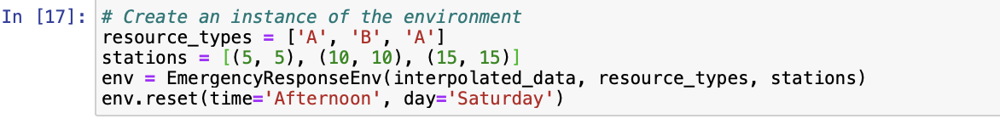 In [17]: # Create an instance of the environment
resource_types = ['A', 'B', 'A']
stations = [(5, 5), (10, 10), (15, 15)]
env = EmergencyResponseEnv(interpolated_data, resource_types, stations)
env.reset(time='Afternoon', day='Saturday')